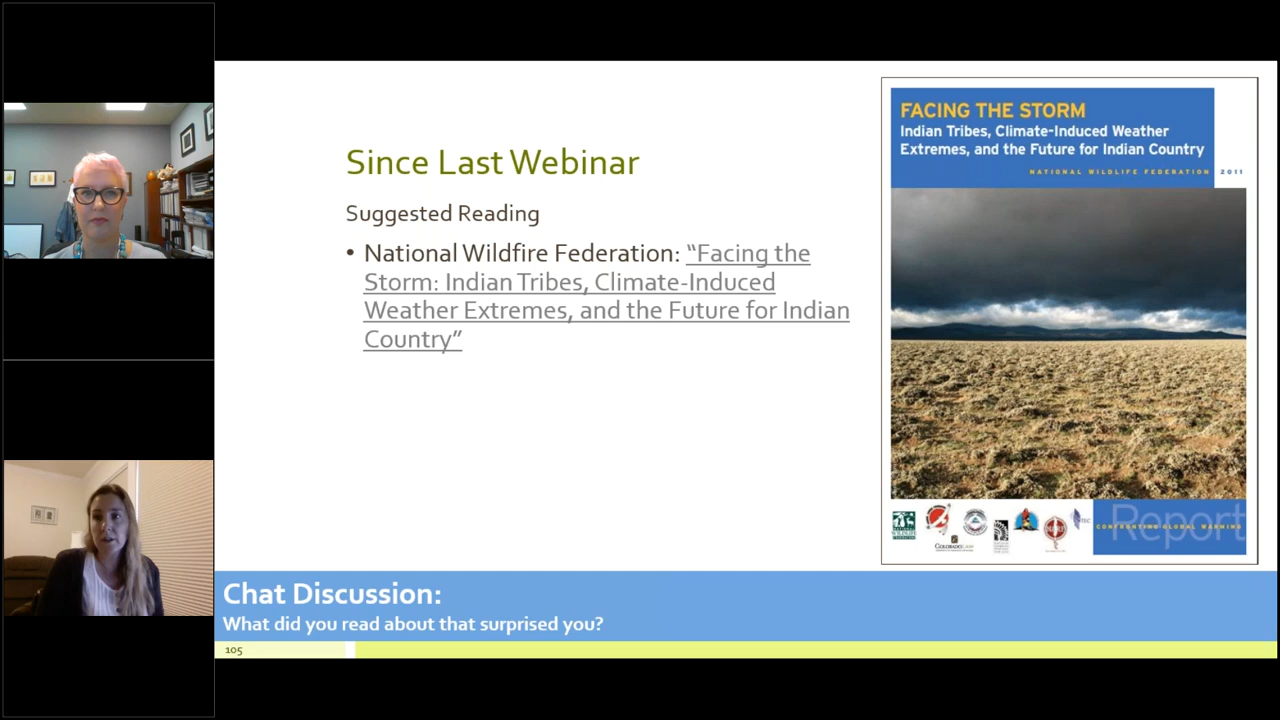 Since Last Webinar
Suggested Reading
• National Wildfire Federation: “Facing the
Storm: Indian Tribes, Climate-Induced
Weather Extremes, and the Future for Indian
Country”
FACING THE STORM
Indian Tribes, Climate-Induced Weather
Extremes, and the Future for Indian Country
NATIONAL WILDLIFE FEDERATION 2011
Report
CONFRONTING GLOBAL WARMING
Chat Discussion:
What did you read about that surprised you?
105